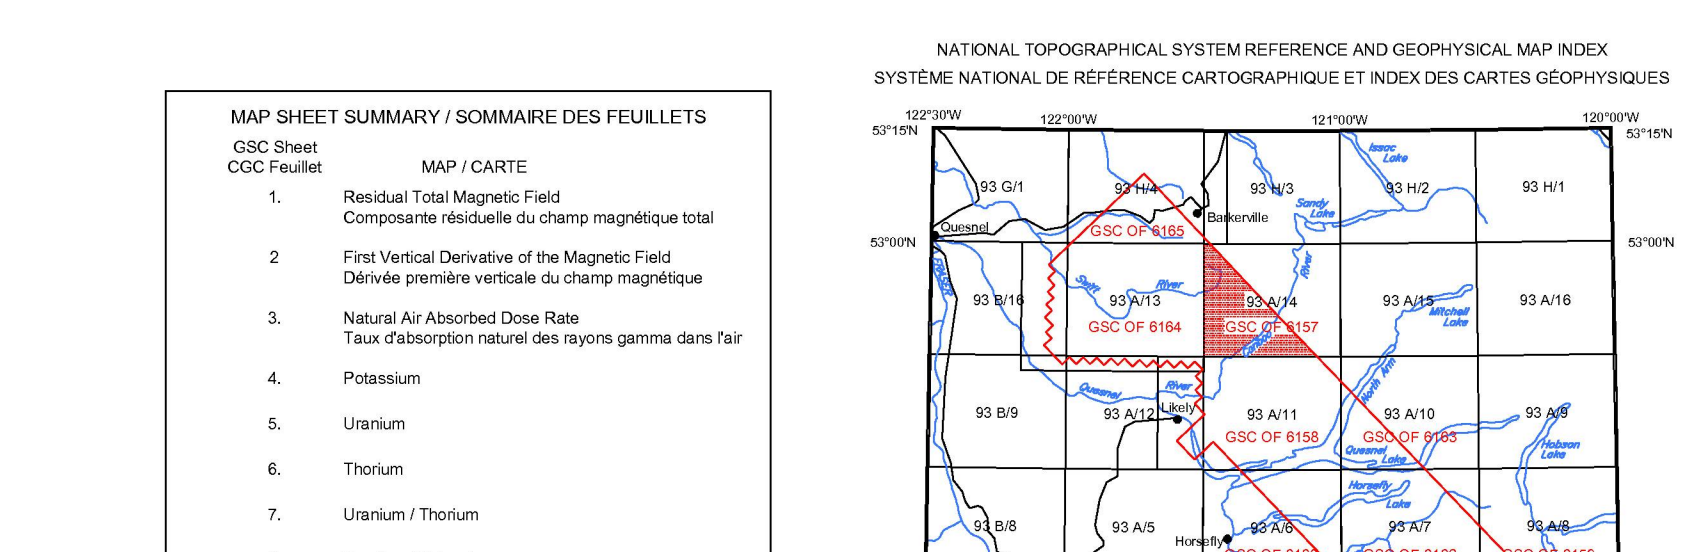 MAP SHEET SUMMARY / SOMMAIRE DES FEUILLETS
GSC Sheet
CGC Feuillet
MAP / CARTE
1.
Residual Total Magnetic Field
Composante résiduelle du champ magnétique total
2
First Vertical Derivative of the Magnetic Field
Dérivée première verticale du champ magnétique
3.
Natural Air Absorbed Dose Rate
Taux d'absorption naturel des rayons gamma dans l'air
4.
Potassium
5.
Uranium
6.
Thorium
7.
Uranium / Thorium
NATIONAL TOPOGRAPHICAL SYSTEM REFERENCE AND GEOPHYSICAL MAP INDEX
SYSTÈME NATIONAL DE RÉFÉRENCE CARTOGRAPHIQUE ET INDEX DES CARTES GÉOPHYSIQUES
122°30'W
122°00'W
121°00'W
120°00'W
53°15'N
53°15'N
Issac
Lake
93 G/1
93 H/4
93 H/3
93 H/2
93 H/1
Sandy
Lake
Barkerville
Quesnel
GSC OF 6165
53°00'N
53°00'N
FRASER
River
Swift
River
93 B/16
93 A/13
93 A/14
93 A/15
93 A/16
Mitchell
Lake
GSC OF 6164
GSC OF 6157
Cariboo
North Arm
Quesnel
River
Likely
93 B/9
93 A/12
93 A/11
93 A/10
93 A/9
GSC OF 6158
GSC OF 6163
Quesnel
Lake
Hobson
Lake
Horsefly
Lake
93 B/8
93 A/5
93 A/6
93 A/7
93 A/8
Horsefly